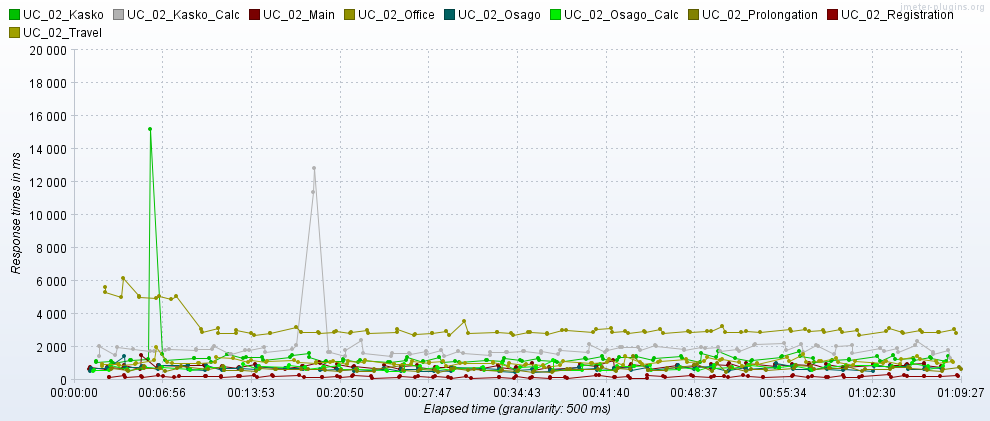 UC_02_Kasko UC_02_Kasko_Calc UC_02_Main UC_02_Office UC_02_Osago UC_02_Osago_Calc UC_02_Prolongation UC_02_Registration
jmeter-plugins.org
UC_02_Travel
20 000
18 000
16 000
14 000
12 000
10 000
8 000
6 000
4 000
2 000
0
Response times in ms
00:00:00 00:06:56 00:13:53 00:20:50 00:27:47 00:34:43 00:41:40 00:48:37 00:55:34 01:02:30 01:09:27
Elapsed time (granularity: 500 ms)